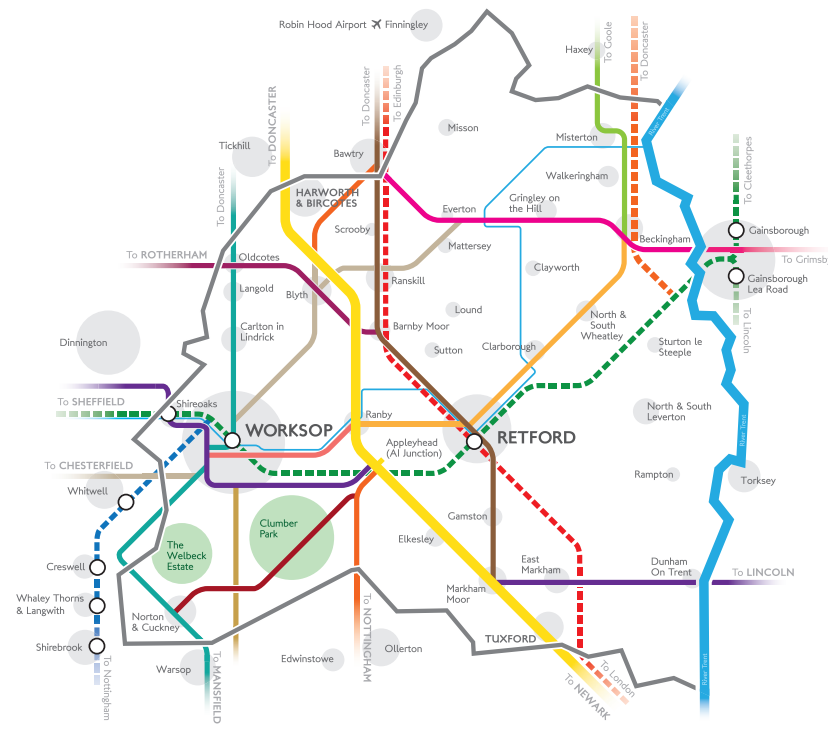 Robin Hood Airport ✈ Finningley
Haxey
To Goole
To Doncaster
To DONCASTER
To Doncaster
To Edinburgh
Misson
River Trent
Tickhill
Bawtry
Misterton
To Cleethorpes
To Doncaster
Walkeringham
HARWORTH
& BIRCOTES
Everton
Gringley on
the Hill
Scrooby
Beckingham
Gainsborough
Mattersey
To ROTHERHAM
Oldcotes
To Grimsb
Clayworth
Gainsborough
Lea Road
Langold
Blyth
Ranskill
Lound
North &
South
Wheatley
To Lincoln
Carlton in
Lindrick
Barnby Moor
Dinnington
Sutton
Clarborough
Sturton le
Steeple
To SHEFFIELD
Shireoaks
Ranby
North & South
Leverton
WORKSOP
RETFORD
River Trent
Appleyhead
(A1 Junction)
To CHESTERFIELD
Rampton
Torksey
Whitwell
Gamston
Clumber
Park
Elkesley
The
Welbeck
Estate
East
Markham
Dunham
On Trent
To LINCOLN
Creswell
Markham
Moor
Whaley Thorns
& Langwith
Norton
& Cuckney
To NOTTINGHAM
TUXFORD
Shirebrook
Edwinstowe
Ollerton
River Trent
Warsop
To Nottingham
To MANSFIELD
To NEWARK
To London